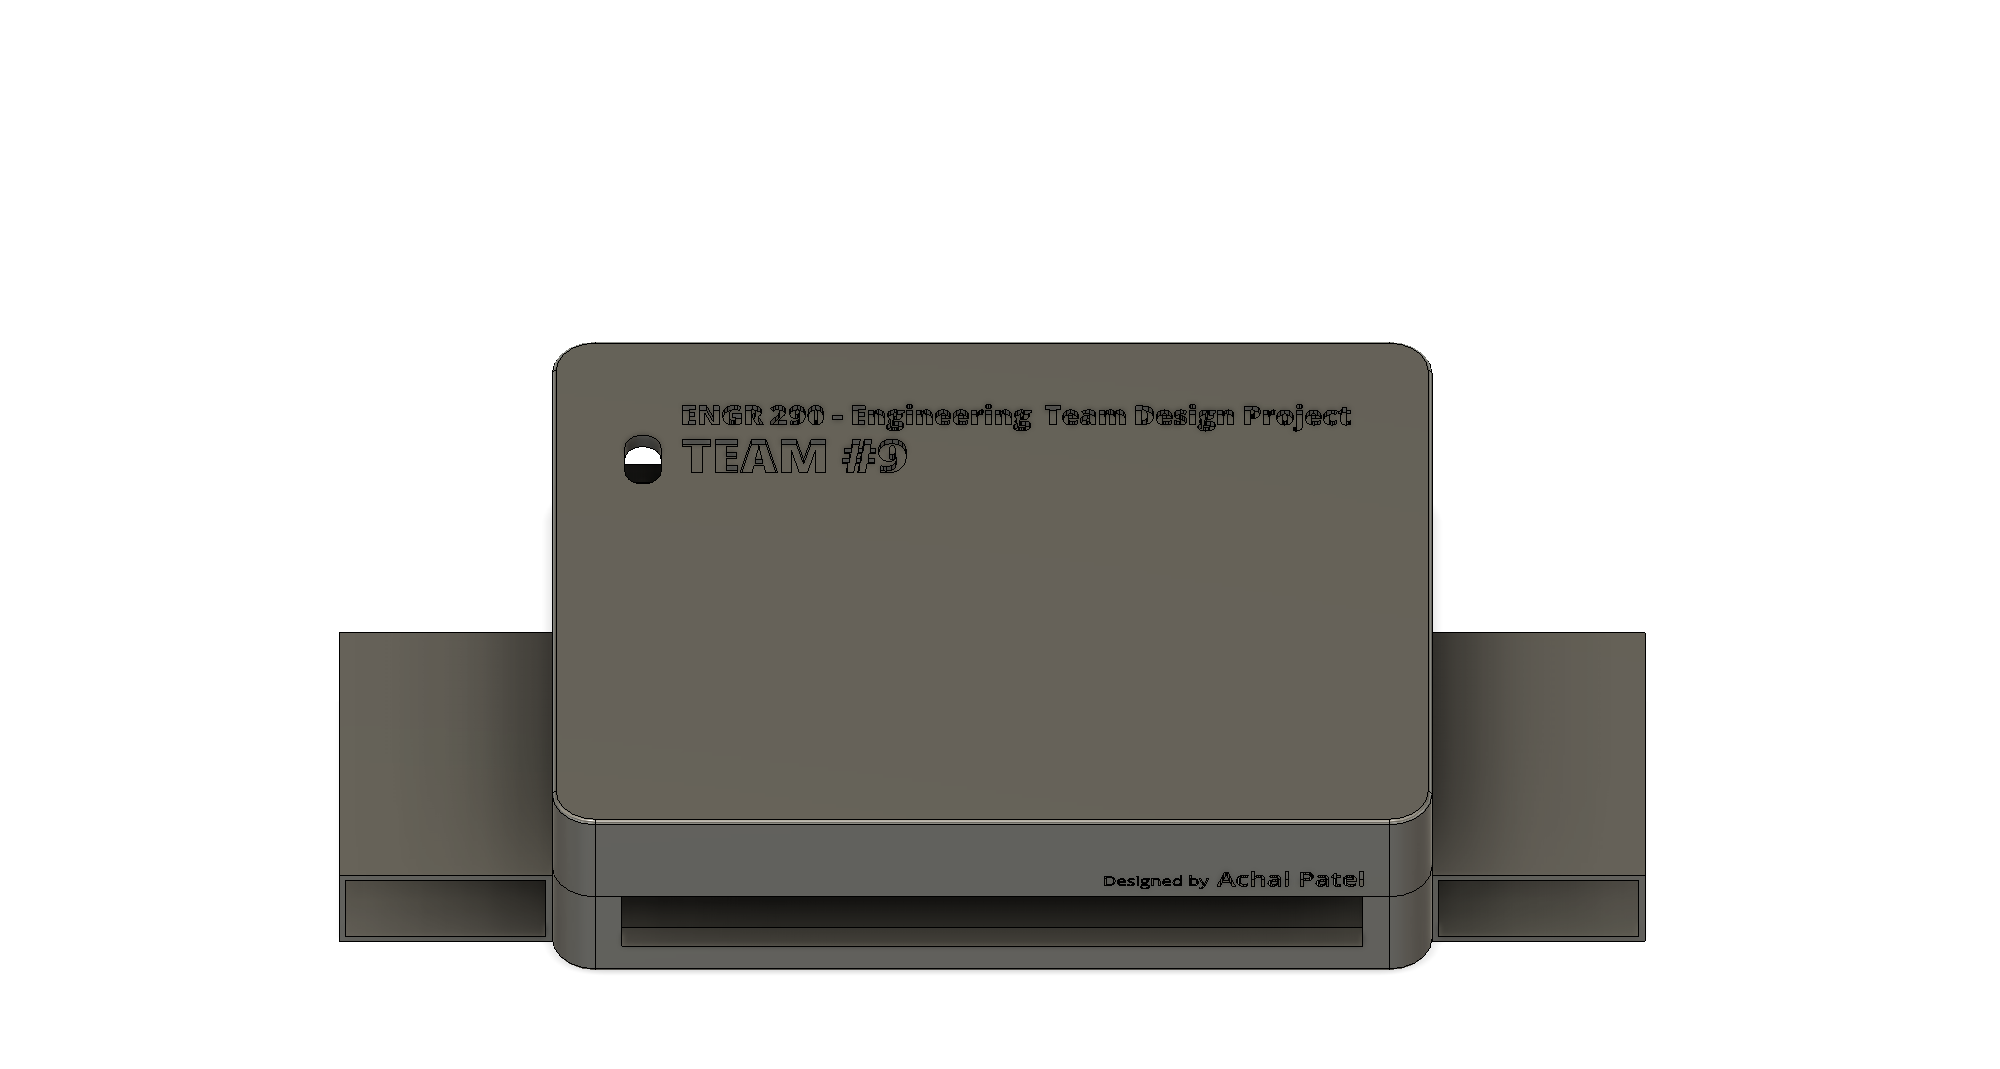 ENGR 290 - Engineering Team Design Project
TEAM #9
Designed by Achal Patel